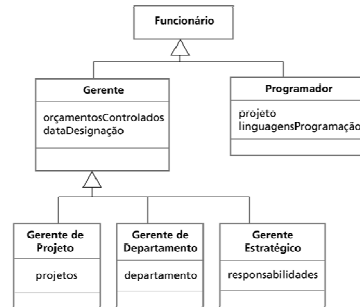 Funcionário
Gerente
orçamentosControlados
dataDesignação
Programador
projeto
linguagensProgramação
Gerente de
Projeto
projetos
Gerente de
Departamento
departamento
Gerente
Estratégico
responsabilidades